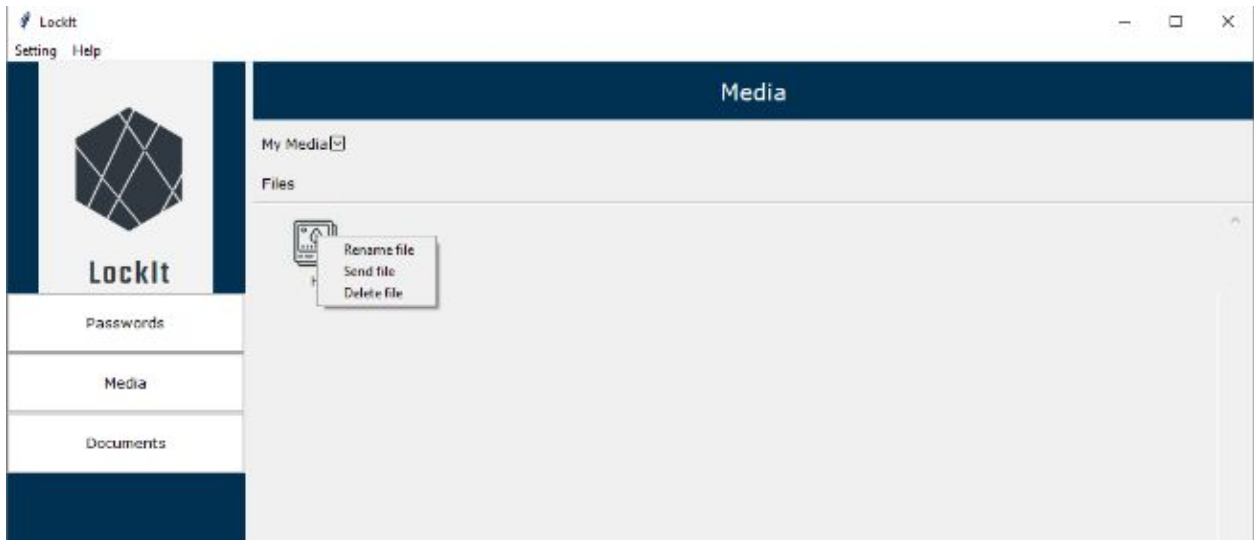 LockIt
Setting Help
Media
My Media
Files
Rename file
Send file
Delete file
LockIt
Passwords
Media
Documents